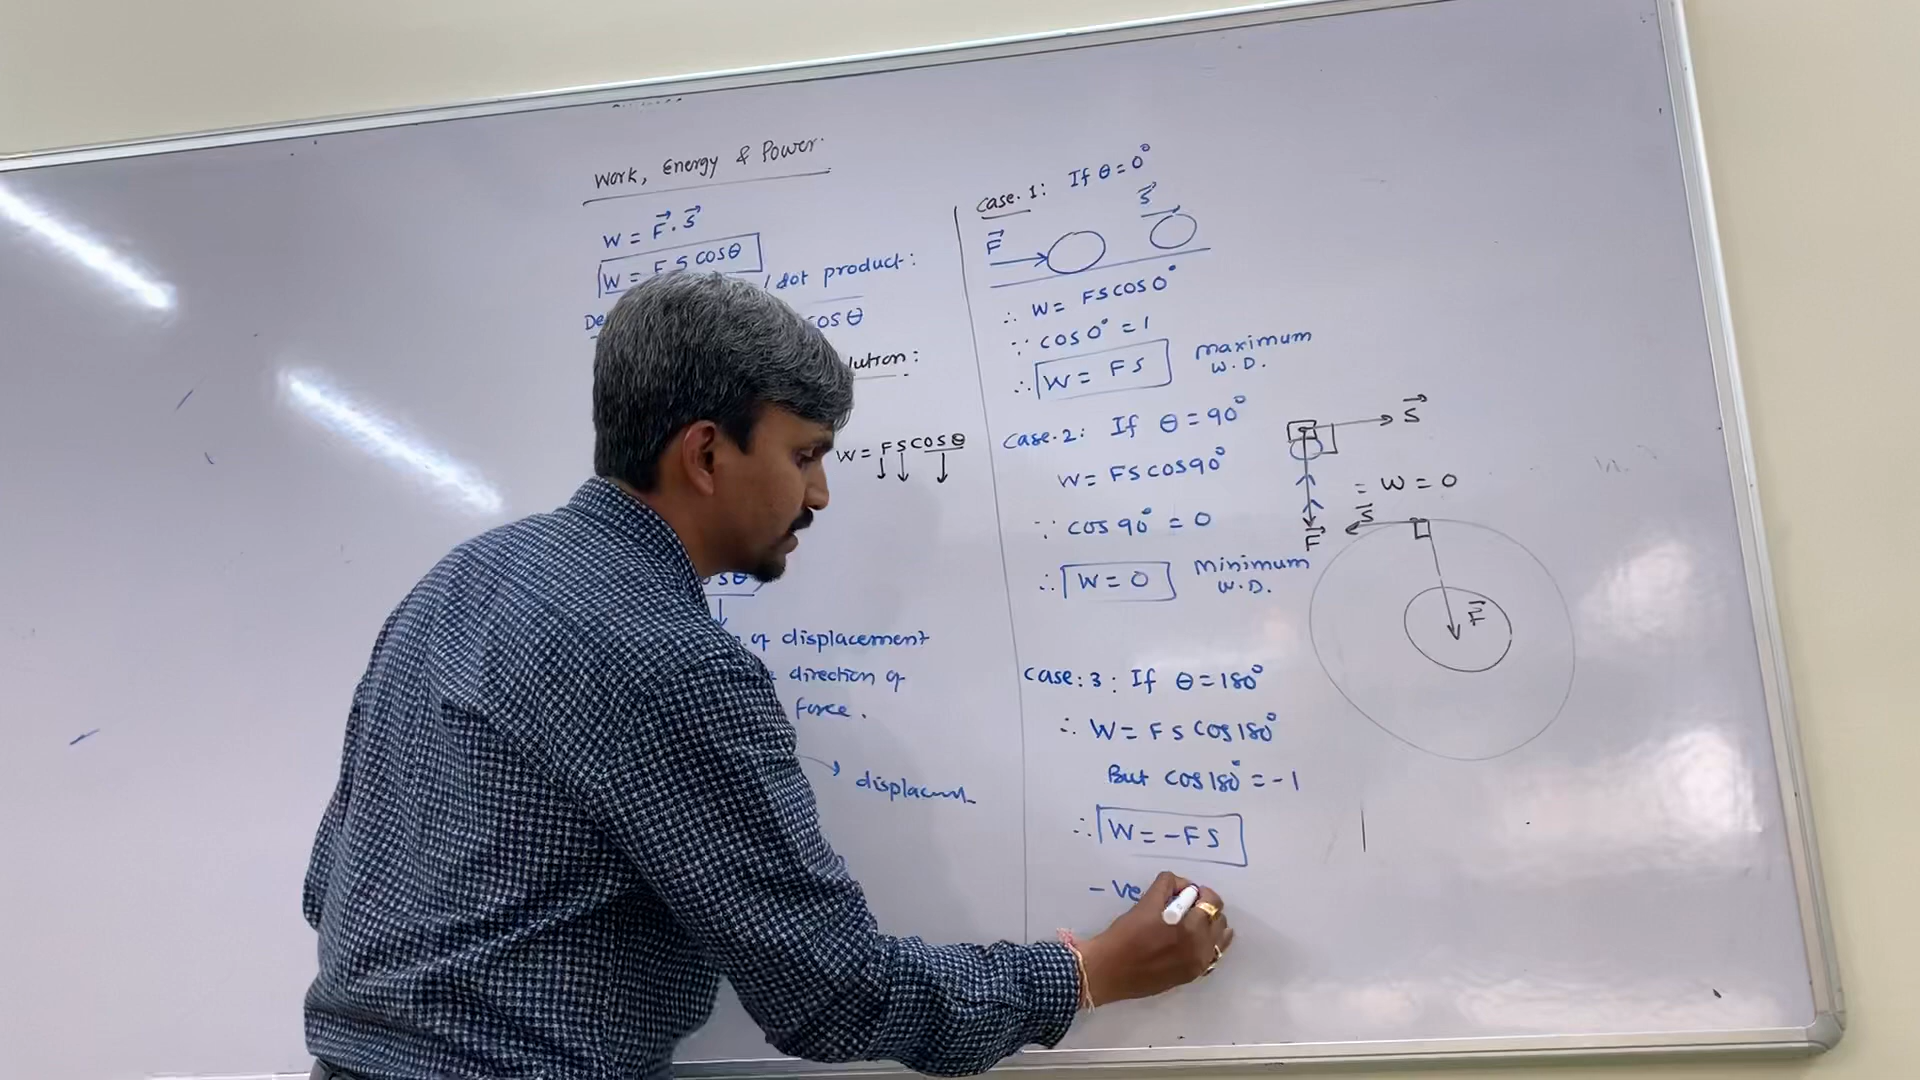 Work, Energy & Power.
W = F⃗ · S⃗
W = F S cosθ
/ dot product:
cosθ
W = F S cosθ
of displacement
direction of
force.
Case. 1: If θ = 0°
F⃗
S⃗
∴ W = FS cos 0°
∵ cos 0° = 1
∴ W = FS
maximum
W.D.
Case. 2: If θ = 90°
W = FS cos 90°
∵ cos 90° = 0
∴ W = 0
minimum
W.D.
S⃗
F⃗
= W = 0
S⃗
F⃗
Case: 3: If θ = 180°
∴ W = F S cos 180°
But cos 180° = -1
∴ W = -FS
-ve